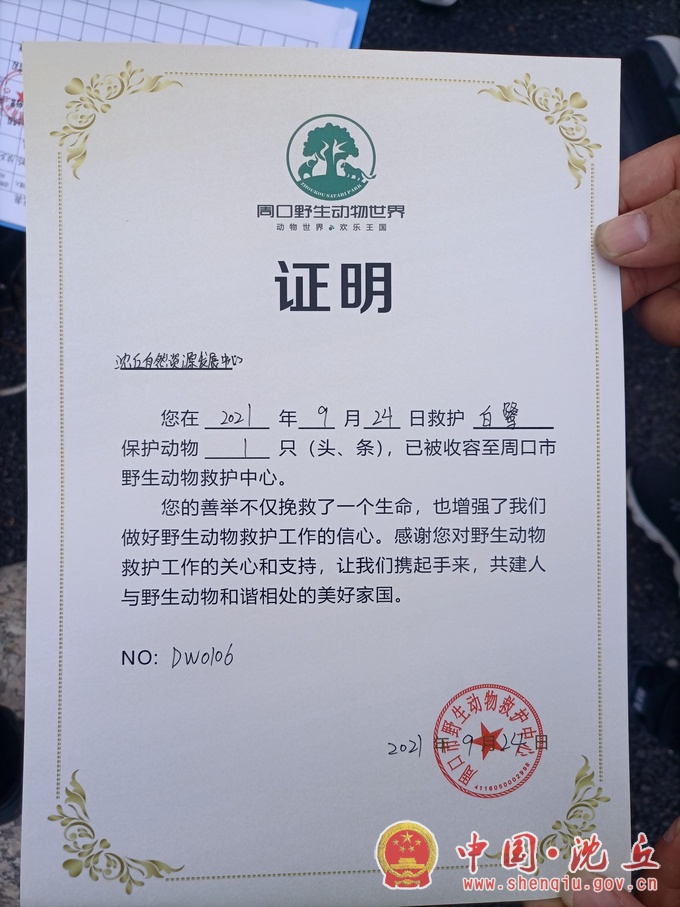 ZHOUKOU SAFARI PARK
周口野生动物世界
动物世界 欢乐王国
证明
沈丘自然资源发展中心
您在 2021 年 9 月 24 日救护 白鹭
保护动物 1 只（头、条），已被收容至周口市
野生动物救护中心。
您的善举不仅挽救了一个生命，也增强了我们
做好野生动物救护工作的信心。感谢您对野生动物
救护工作的关心和支持，让我们携起手来，共建人
与野生动物和谐相处的美好家国。
NO: DW0106
周口市野生动物救护中心
2021 年 9 月 24 日
4116050002998
中国·沈丘
www.shenqiu.gov.cn